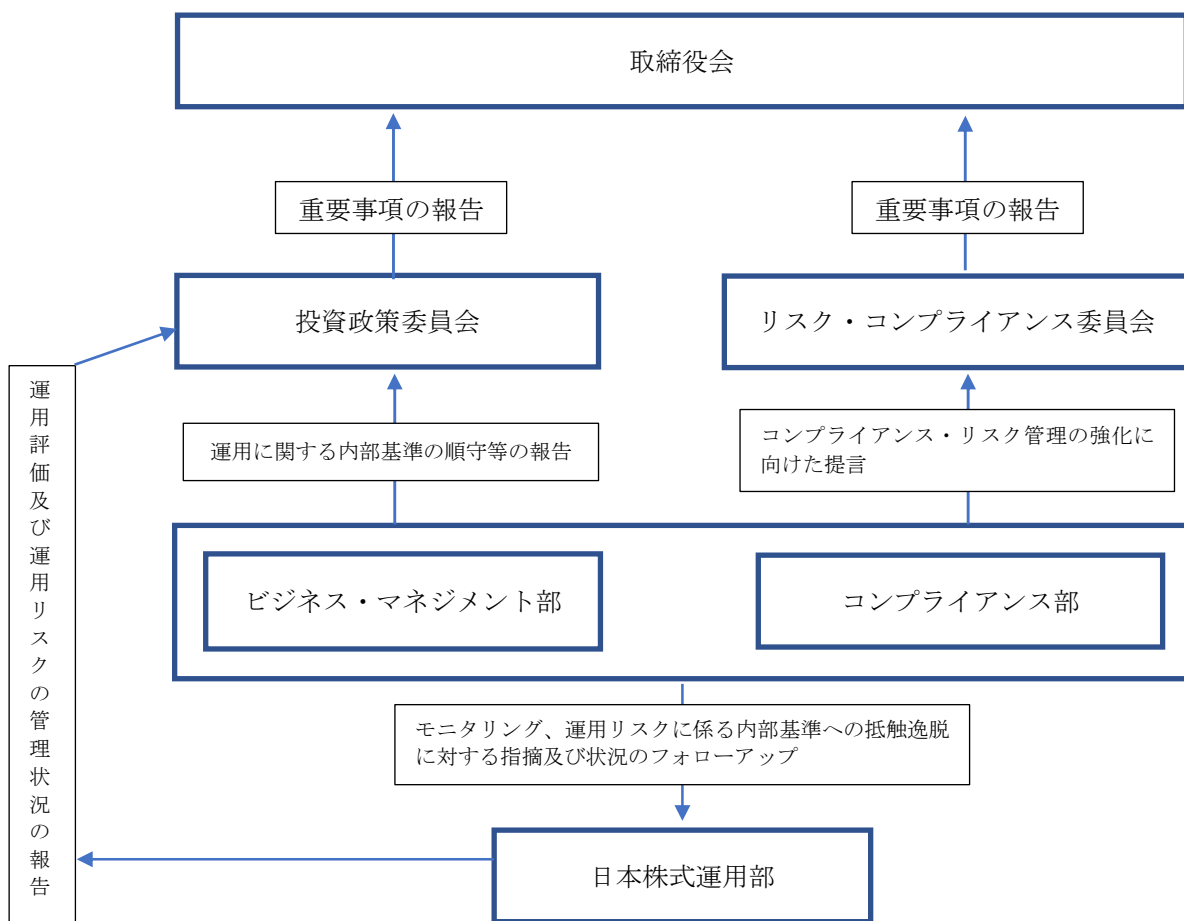 取締役会
重要事項の報告
重要事項の報告
投資政策委員会
リスク・コンプライアンス委員会
運用評価及び運用リスクの管理状況の報告
運用に関する内部基準の順守等の報告
コンプライアンス・リスク管理の強化に
向けた提言
ビジネス・マネジメント部
コンプライアンス部
モニタリング、運用リスクに係る内部基準への抵触逸脱
に対する指摘及び状況のフォローアップ
日本株式運用部